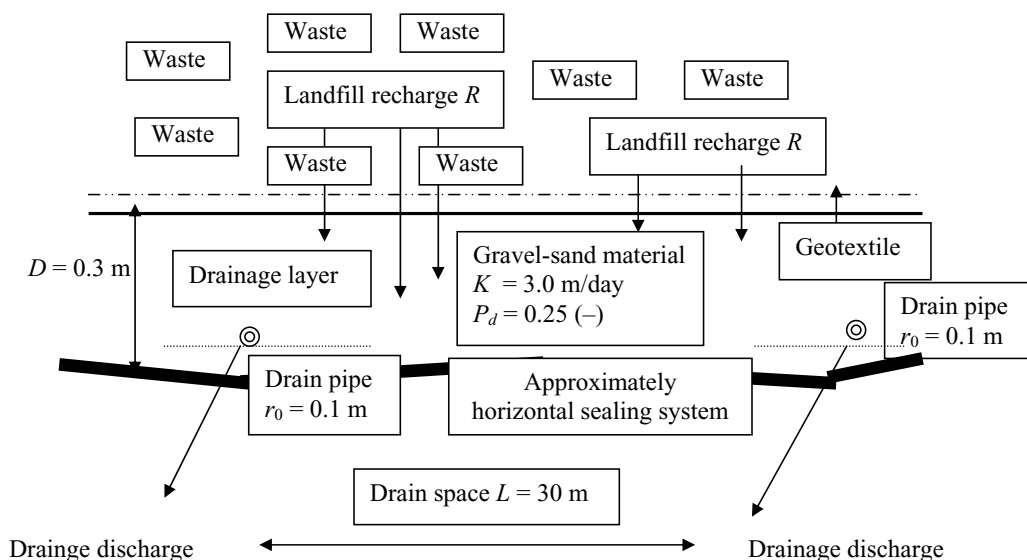 Waste
Waste
Waste
Waste
Waste
Landfill recharge R
Waste
Waste
Landfill recharge R
Waste
Waste
D = 0.3 m
Drainage layer
Gravel-sand material
K = 3.0 m/day
P_d = 0.25 (–)
Geotextile
Drain pipe
r_0 = 0.1 m
Drain pipe
r_0 = 0.1 m
Approximately
horizontal sealing system
Drain space L = 30 m
Drainge discharge
Drainage discharge